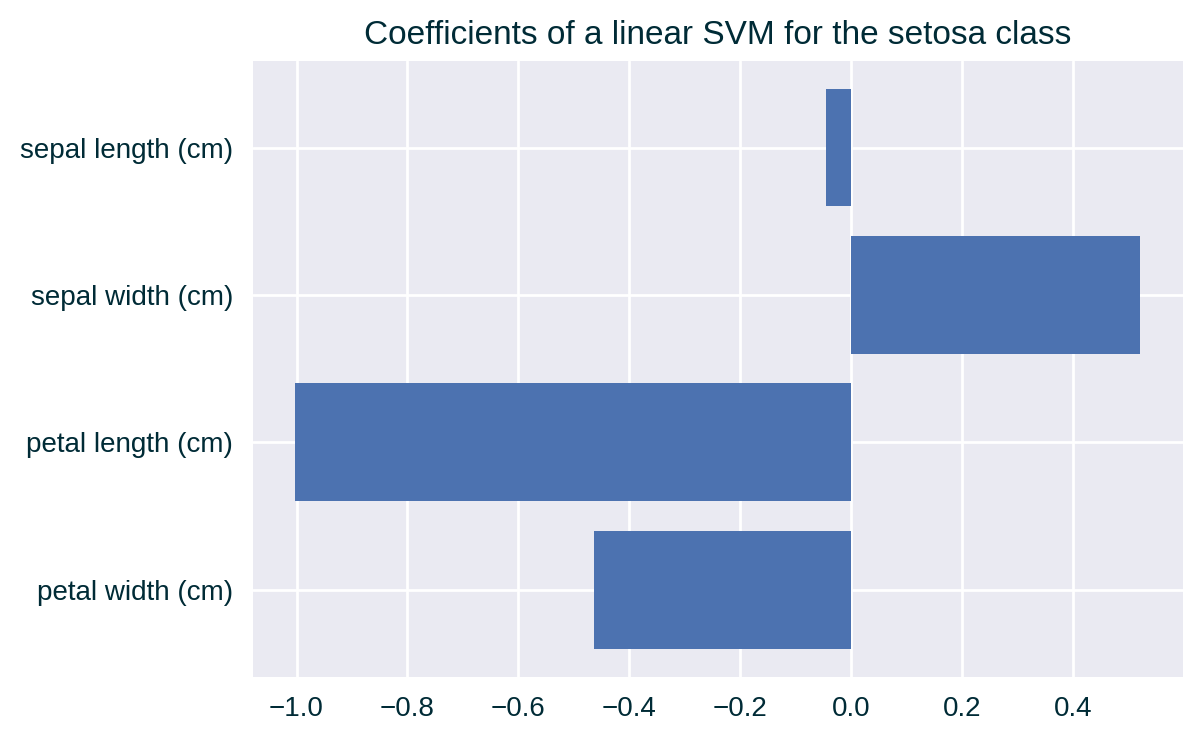 Coefficients of a linear SVM for the setosa class
sepal length (cm)
sepal width (cm)
petal length (cm)
petal width (cm)
−1.0 −0.8 −0.6 −0.4 −0.2 0.0 0.2 0.4